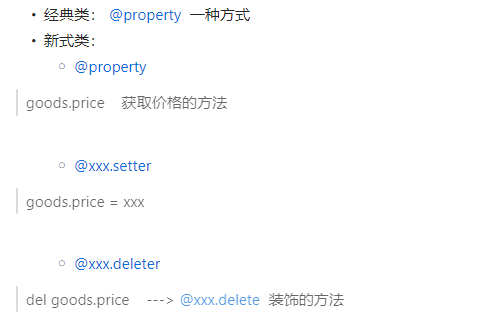 • 经典类： @property 一种方式
• 新式类：
○ @property
goods.price 获取价格的方法
○ @xxx.setter
goods.price = xxx
○ @xxx.deleter
del goods.price ---> @xxx.delete 装饰的方法